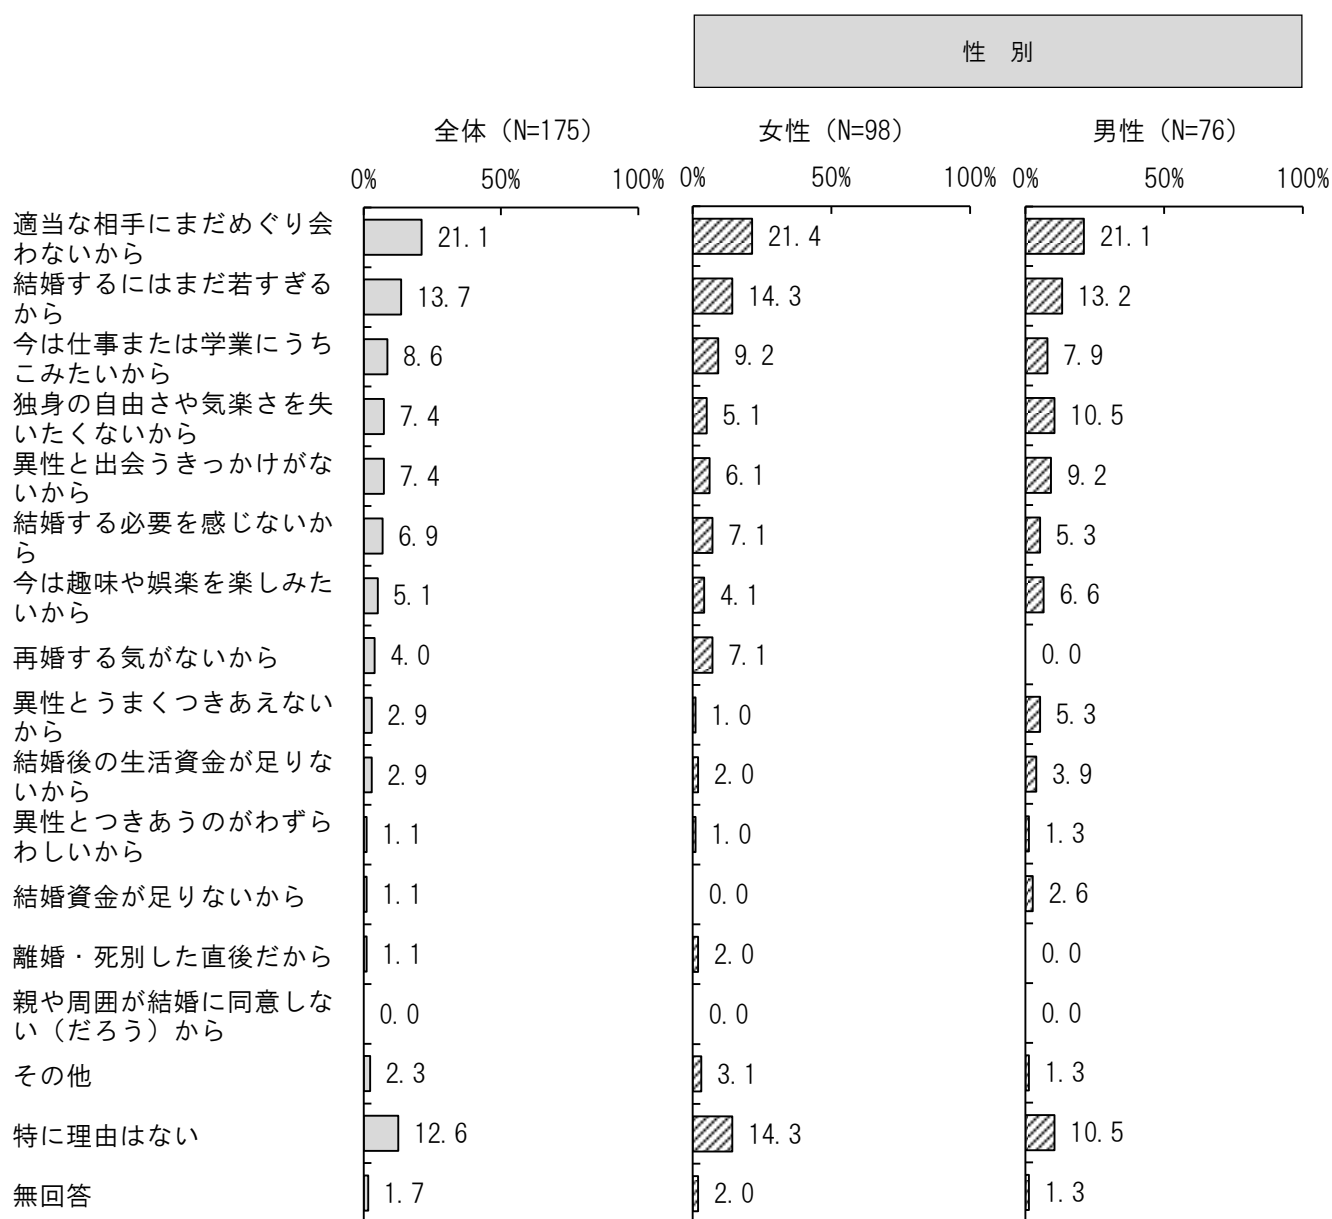 性 別
全体（N=175） 女性（N=98） 男性（N=76）
0% 50% 100% 0% 50% 100% 0% 50% 100%
適当な相手にまだめぐり会
わないから
21.1 21.4 21.1
結婚するにはまだ若すぎる
から
13.7 14.3 13.2
今は仕事または学業にうち
こみたいから
8.6 9.2 7.9
独身の自由さや気楽さを失
いたくないから
7.4 5.1 10.5
異性と出会うきっかけがな
いから
7.4 6.1 9.2
結婚する必要を感じないか
ら
6.9 7.1 5.3
今は趣味や娯楽を楽しみた
いから
5.1 4.1 6.6
再婚する気がないから 4.0 7.1 0.0
異性とうまくつきあえない
から
2.9 1.0 5.3
結婚後の生活資金が足りな
いから
2.9 2.0 3.9
異性とつきあうのがわずら
わしいから
1.1 1.0 1.3
結婚資金が足りないから 1.1 0.0 2.6
離婚・死別した直後だから 1.1 2.0 0.0
親や周囲が結婚に同意しな
い（だろう）から
0.0 0.0 0.0
その他 2.3 3.1 1.3
特に理由はない 12.6 14.3 10.5
無回答 1.7 2.0 1.3